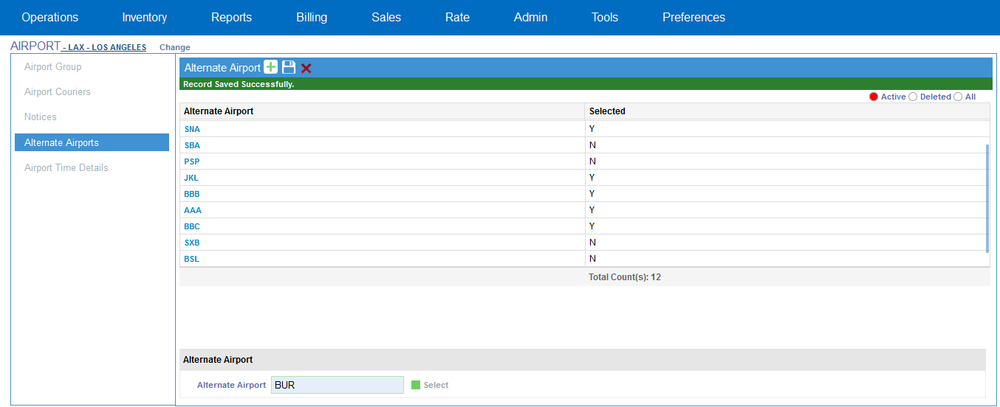 Operations Inventory Reports Billing Sales Rate Admin Tools Preferences
AIRPORT - LAX - LOS ANGELES Change
Airport Group
Airport Couriers
Notices
Alternate Airports
Airport Time Details
Alternate Airport
Record Saved Successfully.
Active Deleted All
Alternate Airport Selected
SNA Y
SBA N
PSP N
JKL Y
BBB Y
AAA Y
BBC Y
SXB N
BSL N
Total Count(s): 12
Alternate Airport
Alternate Airport BUR Select